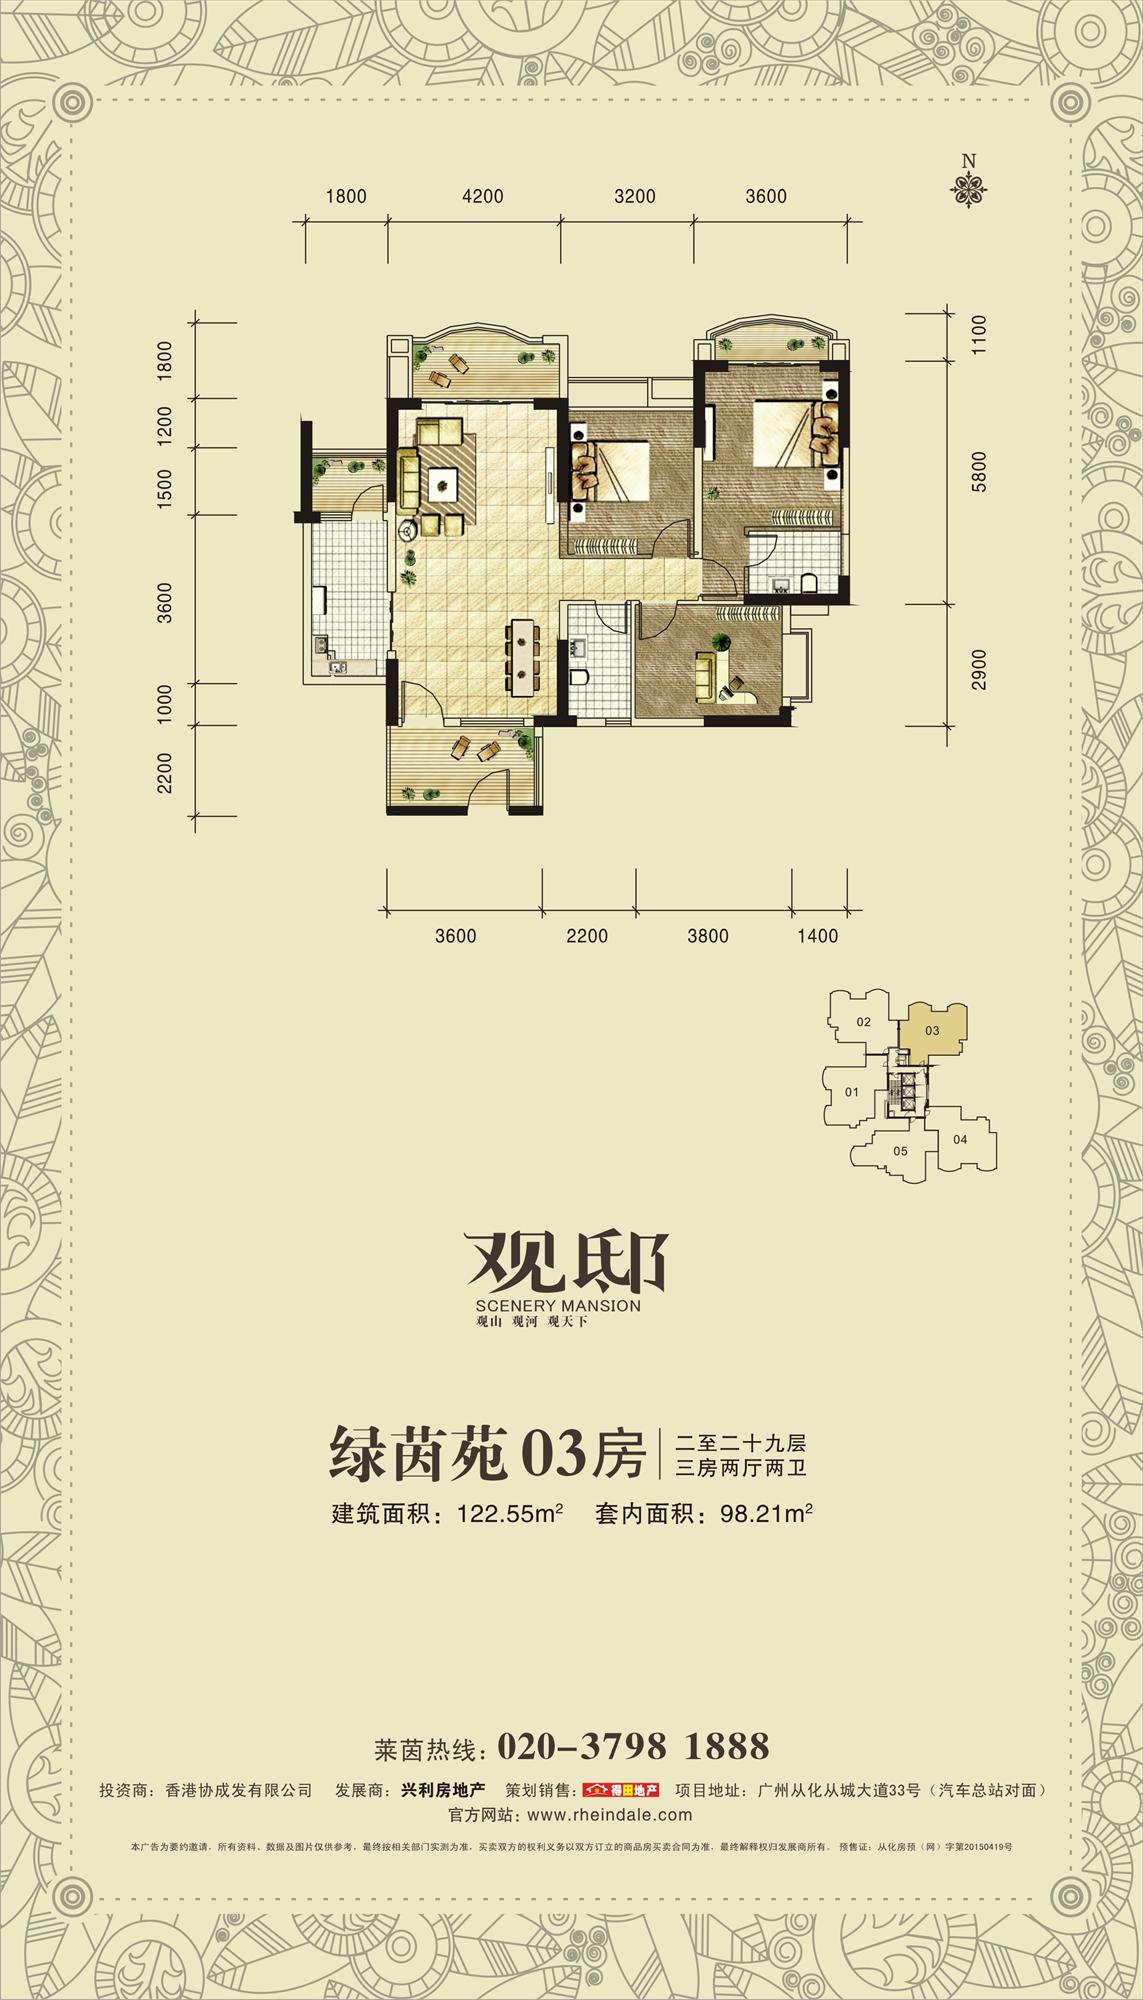 N
1800 4200 3200 3600
1800
1200
1500
3600
1000
2200
1100
5800
2900
3600 2200 3800 1400
02
03
01
04
05
观邸
SCENERY MANSION
观山 观河 观天下
绿茵苑 03房
二至二十九层
三房两厅两卫
建筑面积：122.55m² 套内面积：98.21m²
莱茵热线：020-3798 1888
投资商：香港协成发有限公司 发展商：兴利房地产 策划销售：得田地产 项目地址：广州从化从城大道33号（汽车总站对面）
官方网站：www.rheindale.com
本广告为要约邀请，所有资料、数据及图片仅供参考，最终按相关部门实测为准，买卖双方的权利义务以双方订立的商品房买卖合同为准，最终解释权归发展商所有。 预售证：从化房预（网）字第20150419号